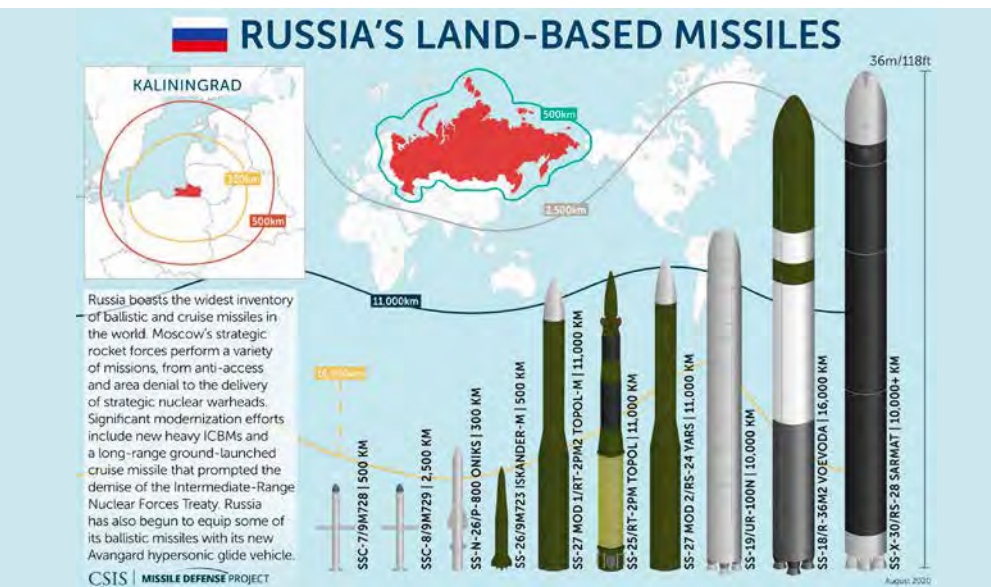 RUSSIA'S LAND-BASED MISSILES
36m/118ft
KALININGRAD
500km
300km
500km
2,500km
11,000km
Russia boasts the widest inventory
of ballistic and cruise missiles in
the world. Moscow's strategic
rocket forces perform a variety
of missions, from anti-access
and area denial to the delivery
of strategic nuclear warheads.
Significant modernization efforts
include new heavy ICBMs and
a long-range ground-launched
cruise missile that prompted the
demise of the Intermediate-Range
Nuclear Forces Treaty. Russia
has also begun to equip some of
its ballistic missiles with its new
Avangard hypersonic glide vehicle.
SSC-7/9M728 | 500 KM
SSC-8/9M729 | 2,500 KM
SS-N-26/P-800 ONIKS | 300 KM
SS-26/9M723 ISKANDER-M | 500 KM
SS-27 MOD 1/RT-2PM2 TOPOL-M | 11,000 KM
SS-25/RT-2PM TOPOL | 11,000 KM
SS-27 MOD 2/RS-24 YARS | 11,000 KM
SS-19/UR-100N | 10,000 KM
SS-18/R-36M2 VOEVODA | 16,000 KM
SS-X-30/RS-28 SARMAT | 10,000+ KM
CSIS | MISSILE DEFENSE PROJECT
August 2020